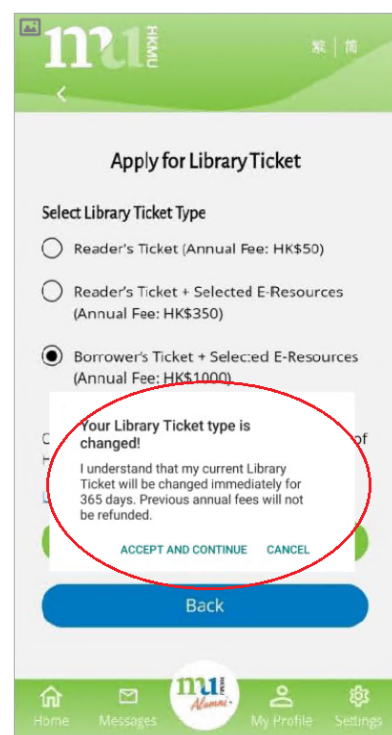 mu HKMU
繁 | 简
Apply for Library Ticket
Select Library Ticket Type
Reader's Ticket (Annual Fee: HK$50)
Reader's Ticket + Selected E-Resources
(Annual Fee: HK$350)
Borrower's Ticket + Selected E-Resources
(Annual Fee: HK$1000)
Your Library Ticket type is
changed!
I understand that my current Library
Ticket will be changed immediately for
365 days. Previous annual fees will not
be refunded.
ACCEPT AND CONTINUE CANCEL
of
Back
mu HKMU
Alumni
Home Messages My Profile Settings